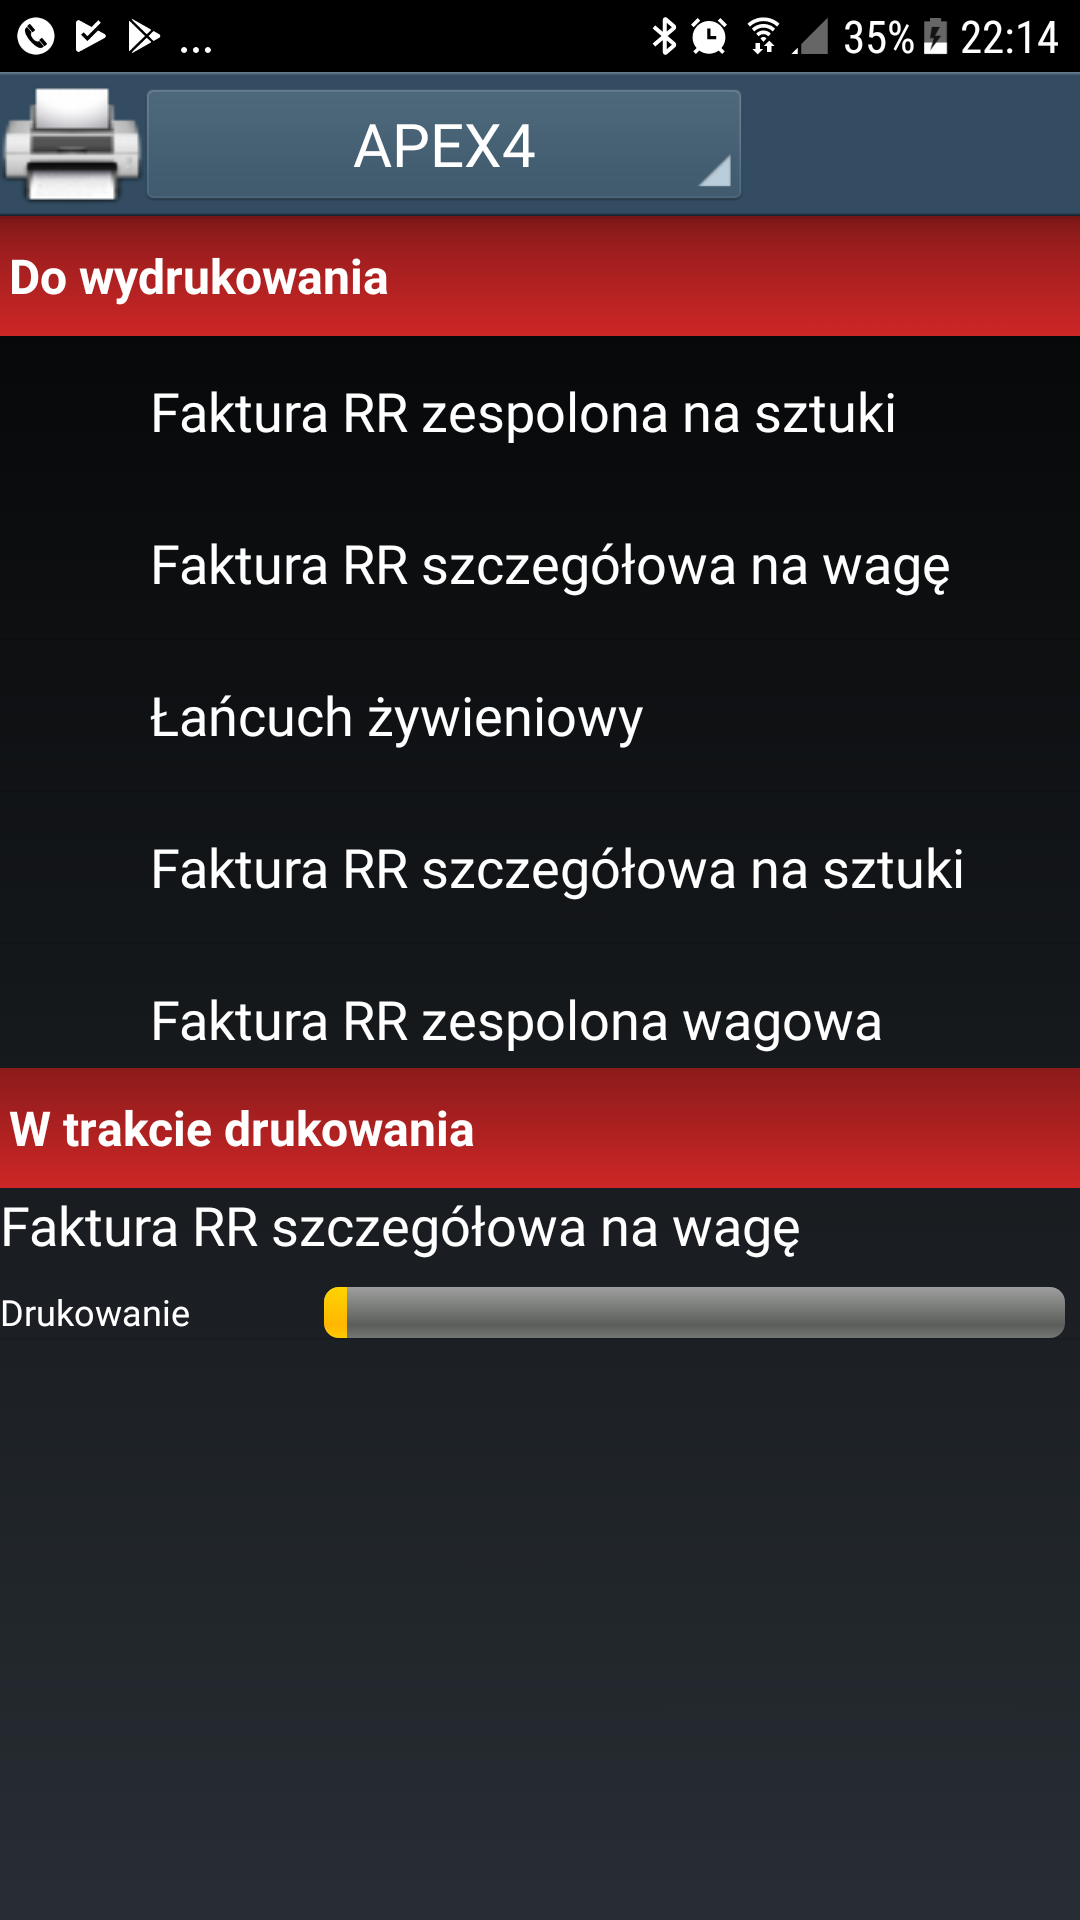 ... 35% 22:14
APEX4
Do wydrukowania
Faktura RR zespolona na sztuki
Faktura RR szczegółowa na wagę
Łańcuch żywieniowy
Faktura RR szczegółowa na sztuki
Faktura RR zespolona wagowa
W trakcie drukowania
Faktura RR szczegółowa na wagę
Drukowanie